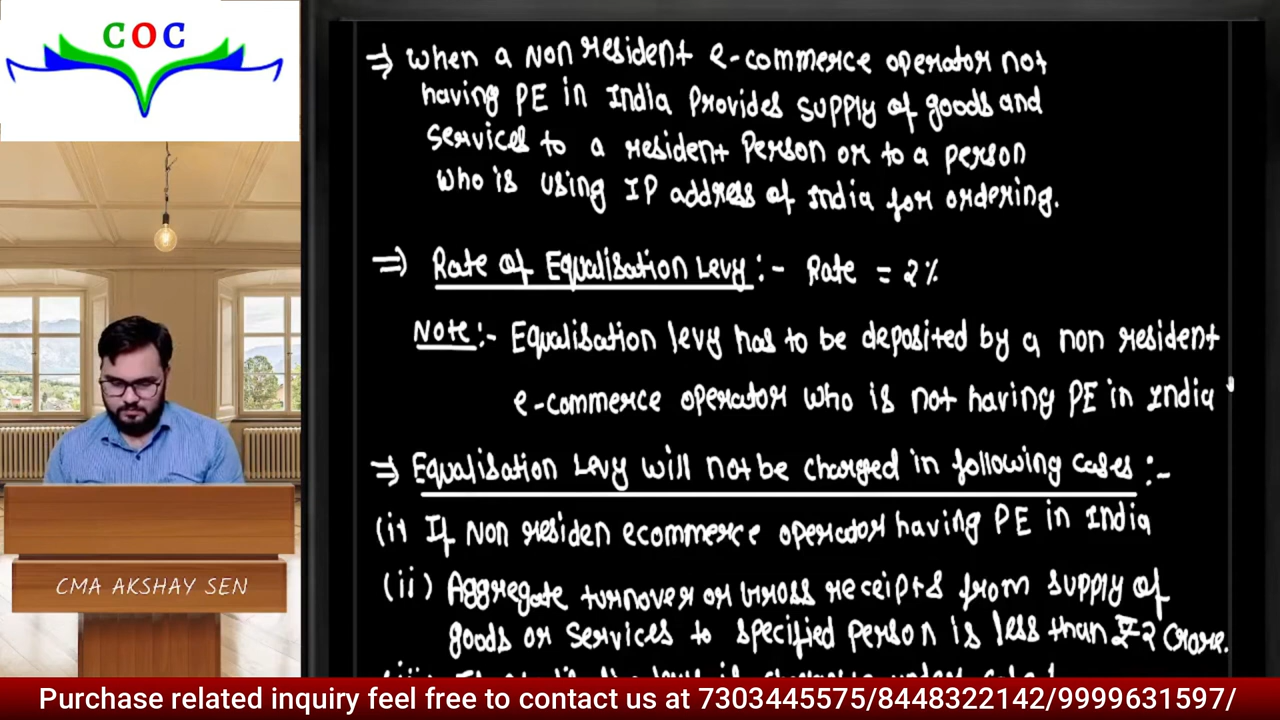 COC
⇒ When a Non resident e-commerce operator not
having PE in India Provides supply of goods and
services to a resident Person or to a person
who is using IP address of India for ordering.
⇒ Rate of Equalisation Levy :- Rate = 2%
Note:- Equalisation levy has to be deposited by a non resident
e-commerce operator who is not having PE in India
⇒ Equalisation Levy will not be charged in following cases :-
(i) If Non residen ecommerce operator having PE in India
(ii) Aggregate turnover or Gross receipts from supply of
goods or services to specified person is less than ₹2 crore.
CMA AKSHAY SEN
Purchase related inquiry feel free to contact us at 7303445575/8448322142/9999631597/